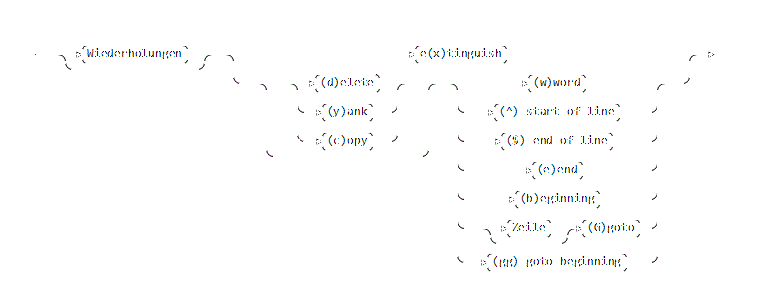 Wiederholungen
e(x)tinguish
(d)elete
(w)word
(y)ank
(^) start of line
(c)opy
($) end of line
(e)end
(b)eginning
Zeile
(G)goto
(gg) goto beginning